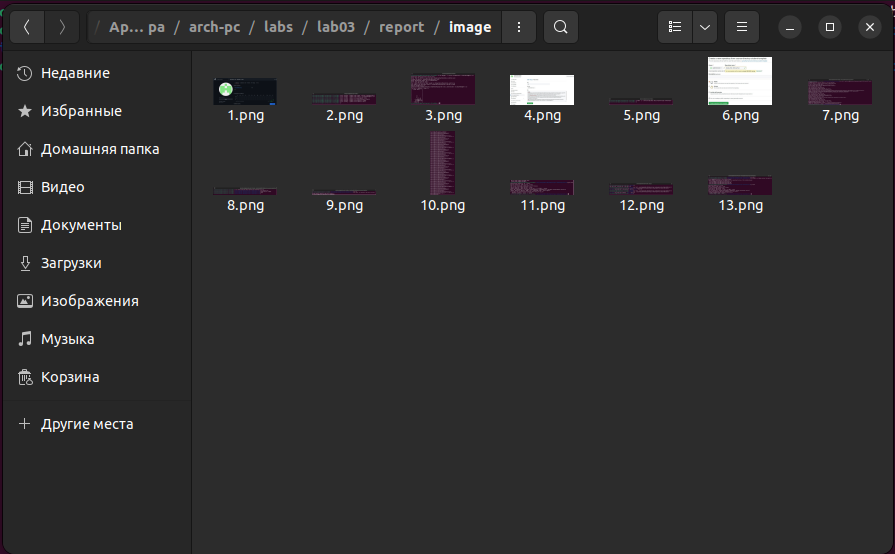 / Ар… ра / arch-pc / labs / lab03 / report / image
Недавние
Избранные
Домашняя папка
Видео
Документы
Загрузки
Изображения
Музыка
Корзина
Другие места
1.png 2.png 3.png 4.png 5.png 6.png 7.png
8.png 9.png 10.png 11.png 12.png 13.png